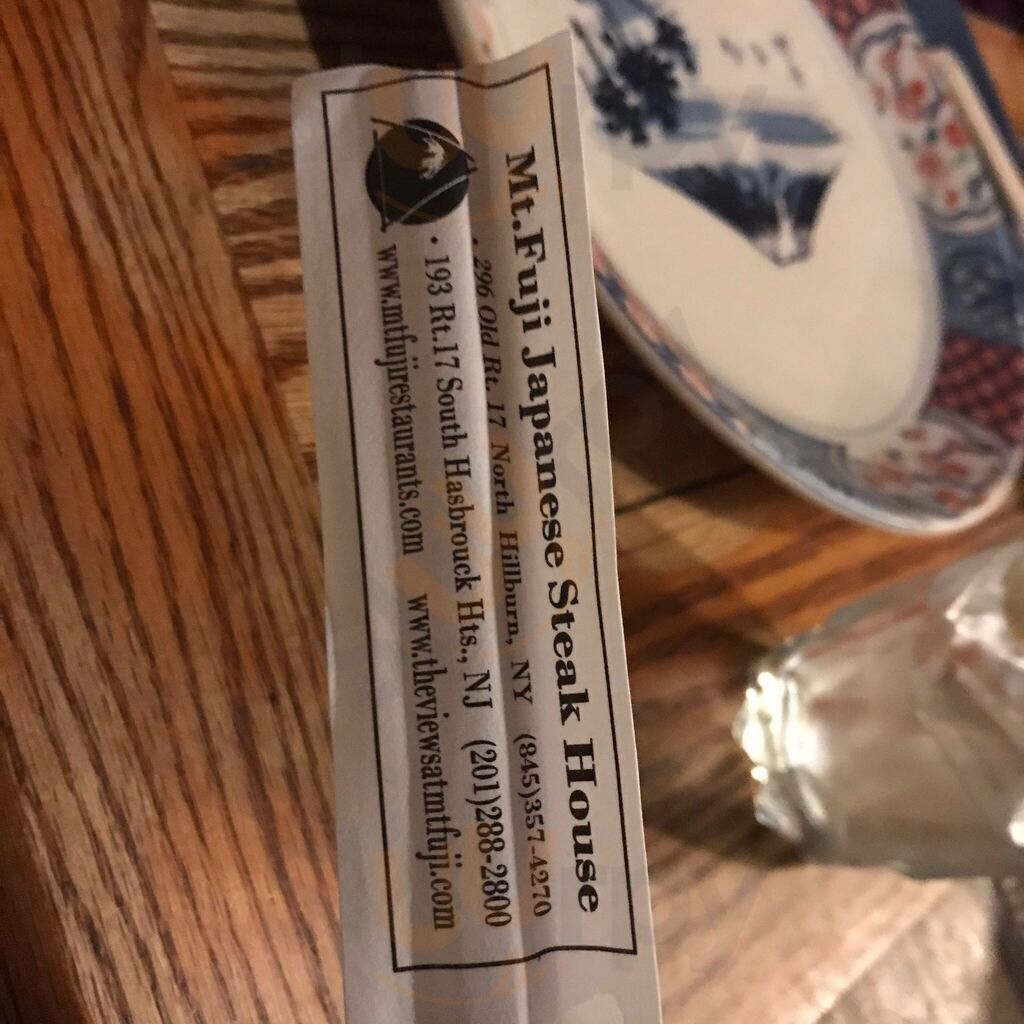 Mt.Fuji Japanese Steak House
· 296 Old Rt. 17 North Hillburn, NY (845)357-4270
· 193 Rt.17 South Hasbrouck Hts., NJ (201)288-2800
www.mtfujirestaurants.com www.theviewsatmtfuji.com